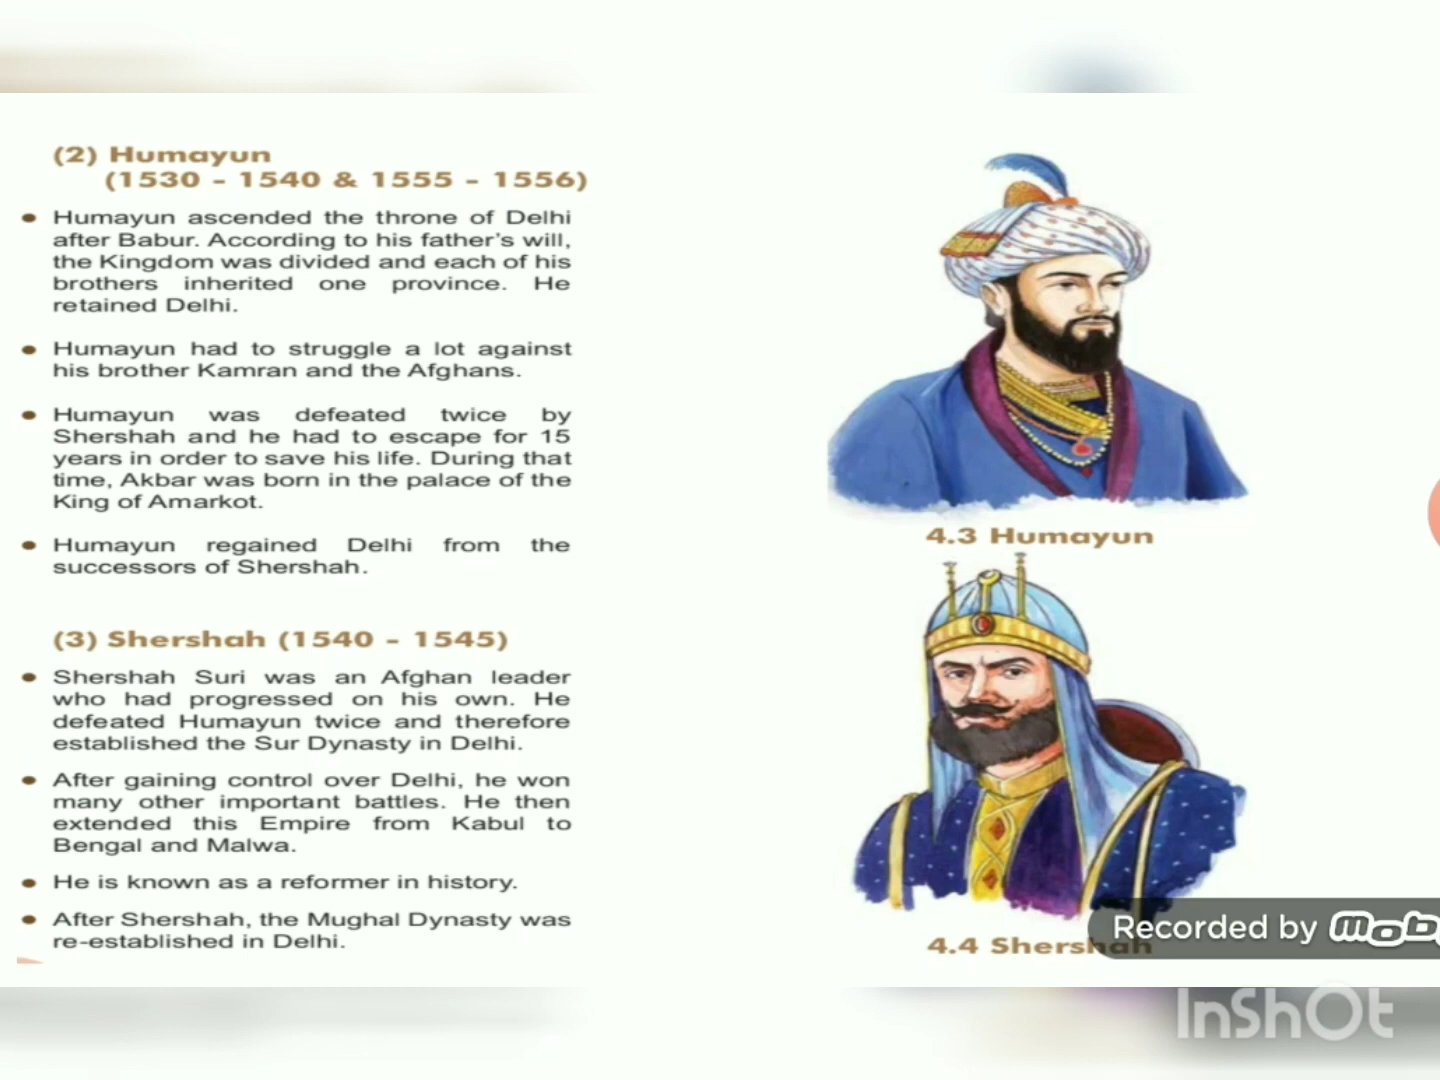 (2) Humayun
(1530 - 1540 & 1555 - 1556)
• Humayun ascended the throne of Delhi
after Babur. According to his father's will,
the Kingdom was divided and each of his
brothers inherited one province. He
retained Delhi.
• Humayun had to struggle a lot against
his brother Kamran and the Afghans.
• Humayun was defeated twice by
Shershah and he had to escape for 15
years in order to save his life. During that
time, Akbar was born in the palace of the
King of Amarkot.
• Humayun regained Delhi from the
successors of Shershah.
(3) Shershah (1540 - 1545)
• Shershah Suri was an Afghan leader
who had progressed on his own. He
defeated Humayun twice and therefore
established the Sur Dynasty in Delhi.
• After gaining control over Delhi, he won
many other important battles. He then
extended this Empire from Kabul to
Bengal and Malwa.
• He is known as a reformer in history.
• After Shershah, the Mughal Dynasty was
re-established in Delhi.
4.3 Humayun
4.4 Shershah
Recorded by
InShOt